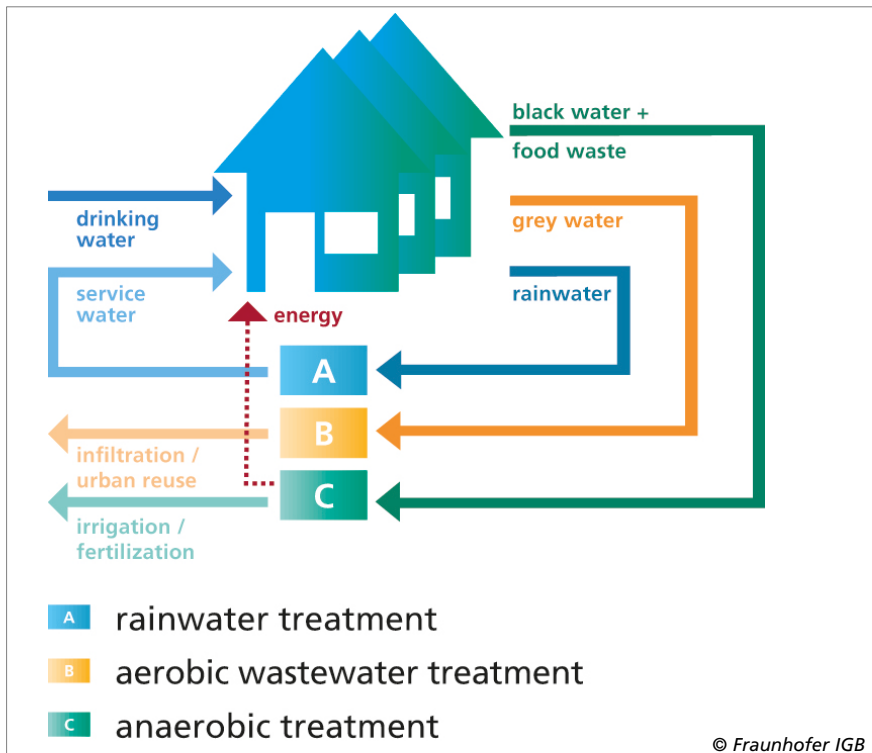 black water +
food waste
drinking
water
grey water
service
water
rainwater
energy
A
B
infiltration /
urban reuse
C
irrigation /
fertilization
A rainwater treatment
B aerobic wastewater treatment
C anaerobic treatment
© Fraunhofer IGB